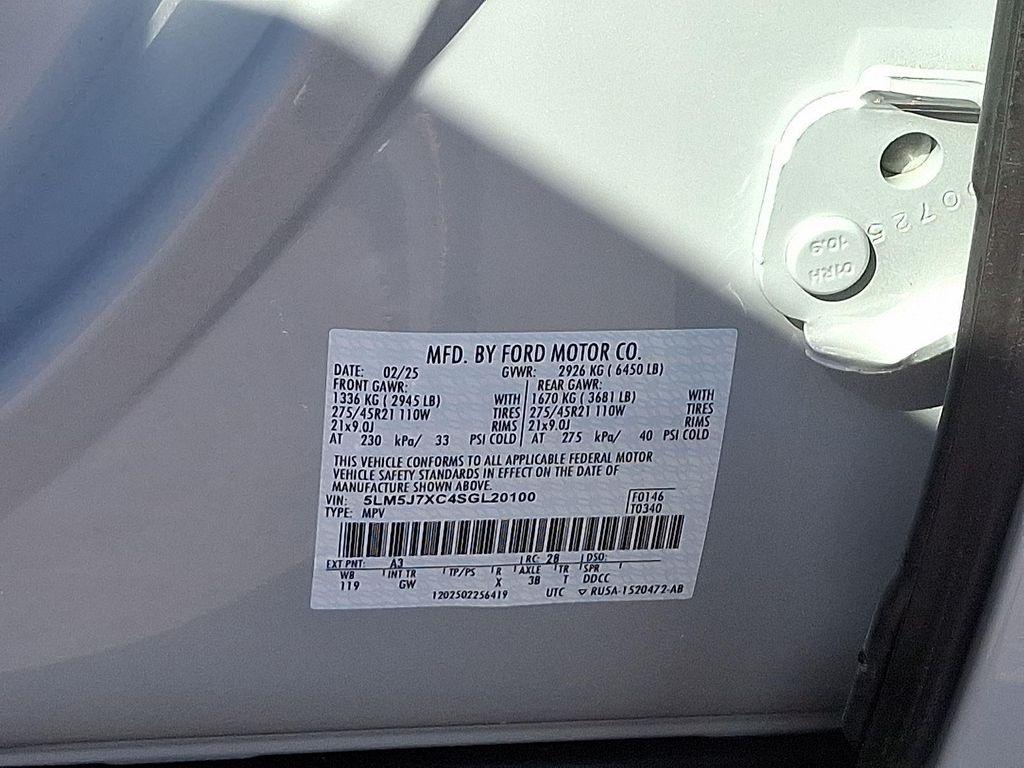 MFD. BY FORD MOTOR CO.
DATE: 02/25 GVWR: 2926 KG ( 6450 LB)
FRONT GAWR: REAR GAWR:
1336 KG ( 2945 LB) WITH 1670 KG ( 3681 LB) WITH
275/45R21 110W TIRES 275/45R21 110W TIRES
21x9.0J RIMS 21x9.0J RIMS
AT 230 kPa/ 33 PSI COLD AT 275 kPa/ 40 PSI COLD
THIS VEHICLE CONFORMS TO ALL APPLICABLE FEDERAL MOTOR
VEHICLE SAFETY STANDARDS IN EFFECT ON THE DATE OF
MANUFACTURE SHOWN ABOVE.
VIN: 5LM5J7XC4SGL20100 F0146
TYPE: MPV T0340
EXT PNT: A3 RC: 28 DSO:
WB INT TR TP/PS R AXLE TR SPR
119 GW X 3B T DDCC
1202502256419 UTC ▽ RU5A-1520472-AB
0725
10.9
01RH